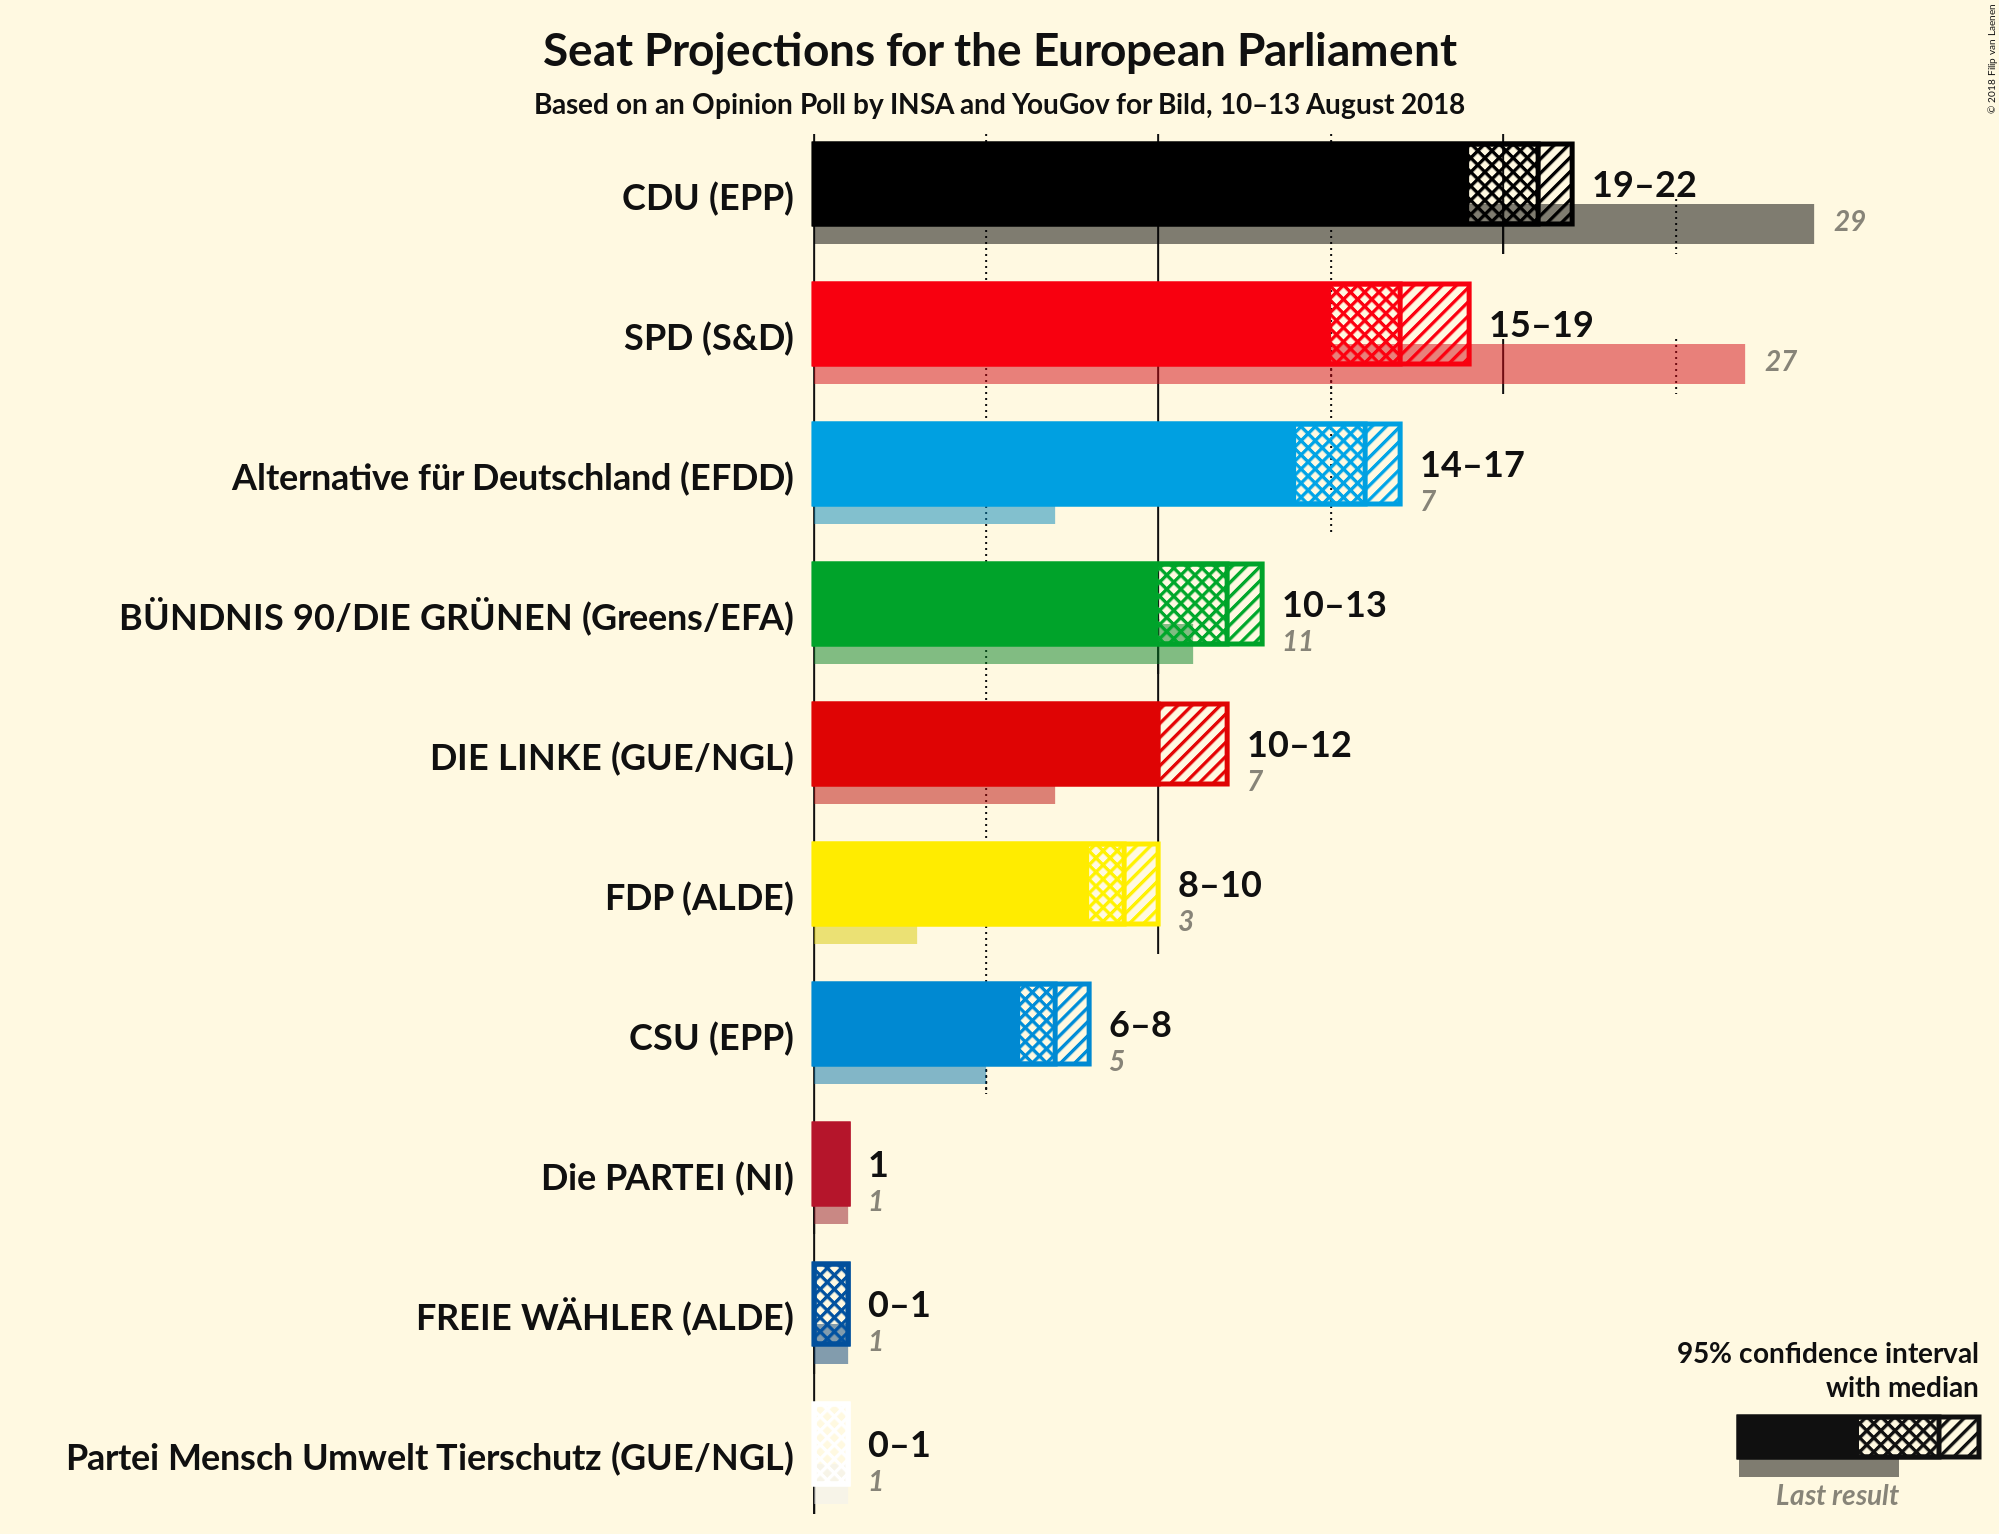 Seat Projections for the European Parliament
Based on an Opinion Poll by INSA and YouGov for Bild, 10–13 August 2018
© 2018 Filip van Laenen
CDU (EPP)
19–22
29
SPD (S&D)
15–19
27
Alternative für Deutschland (EFDD)
14–17
7
BÜNDNIS 90/DIE GRÜNEN (Greens/EFA)
10–13
11
DIE LINKE (GUE/NGL)
10–12
7
FDP (ALDE)
8–10
3
CSU (EPP)
6–8
5
Die PARTEI (NI)
1
1
FREIE WÄHLER (ALDE)
0–1
1
Partei Mensch Umwelt Tierschutz (GUE/NGL)
0–1
1
95% confidence interval
with median
Last result